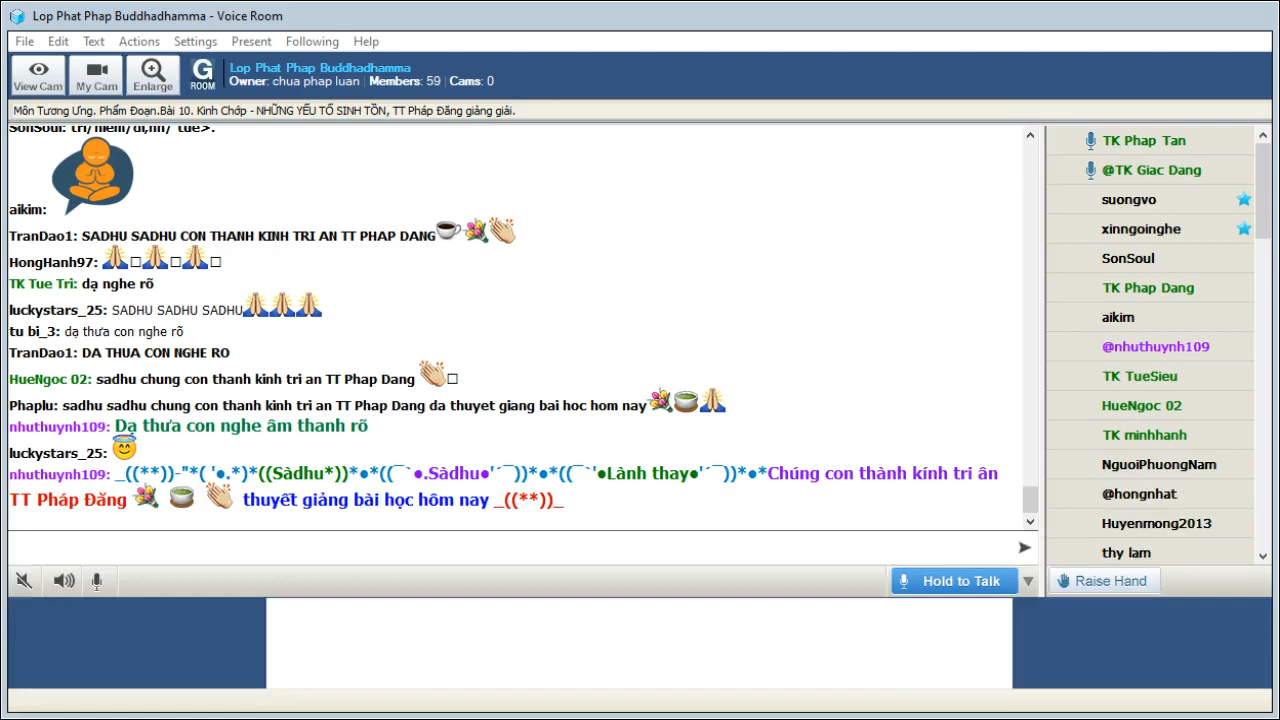 Lop Phat Phap Buddhadhamma - Voice Room
File Edit Text Actions Settings Present Following Help
View Cam My Cam Enlarge G ROOM
Lop Phat Phap Buddhadhamma
Owner: chua phap luan | Members: 59 | Cams: 0
Môn Tương Ưng. Phẩm Đoạn.Bài 10. Kinh Chớp - NHỮNG YẾU TỐ SINH TỒN, TT Pháp Đăng giảng giải.
aikim:
TranDao1: SADHU SADHU CON THANH KINH TRI AN TT PHAP DANG
HongHanh97:
TK Tue Tri: dạ nghe rõ
luckystars_25: SADHU SADHU SADHU
tu bi_3: dạ thưa con nghe rõ
TranDao1: DA THUA CON NGHE RO
HueNgoc 02: sadhu chung con thanh kinh tri an TT Phap Dang
Phaplu: sadhu sadhu chung con thanh kinh tri an TT Phap Dang da thuyet giang bai hoc hom nay
nhuthuynh109: Dạ thưa con nghe âm thanh rõ
luckystars_25:
nhuthuynh109: _((**))-"*( '●.*)*((Sàdhu*))*●*((¯`●.Sàdhu●'´¯))*●*((¯`'●Lành thay●'´¯))*●*Chúng con thành kính tri ân
TT Pháp Đăng thuyết giảng bài học hôm nay _((**))_
Hold to Talk
TK Phap Tan
@TK Giac Dang
suongvo
xinngoinghe
SonSoul
TK Phap Dang
aikim
@nhuthuynh109
TK TueSieu
HueNgoc 02
TK minhhanh
NguoiPhuongNam
@hongnhat
Huyenmong2013
thy lam
Raise Hand